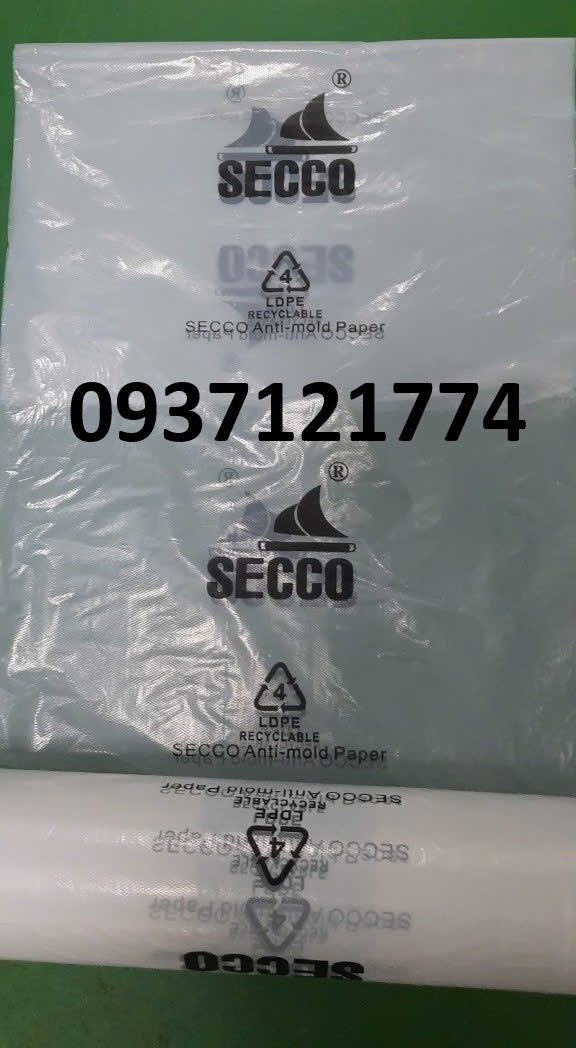 ®
SECCO
4
LDPE
RECYCLABLE
SECCO Anti-mold Paper
0937121774
®
SECCO
4
LDPE
RECYCLABLE
SECCO Anti-mold Paper
SECCO Anti-mold Paper
RECYCLABLE
LDPE
4
SECCO